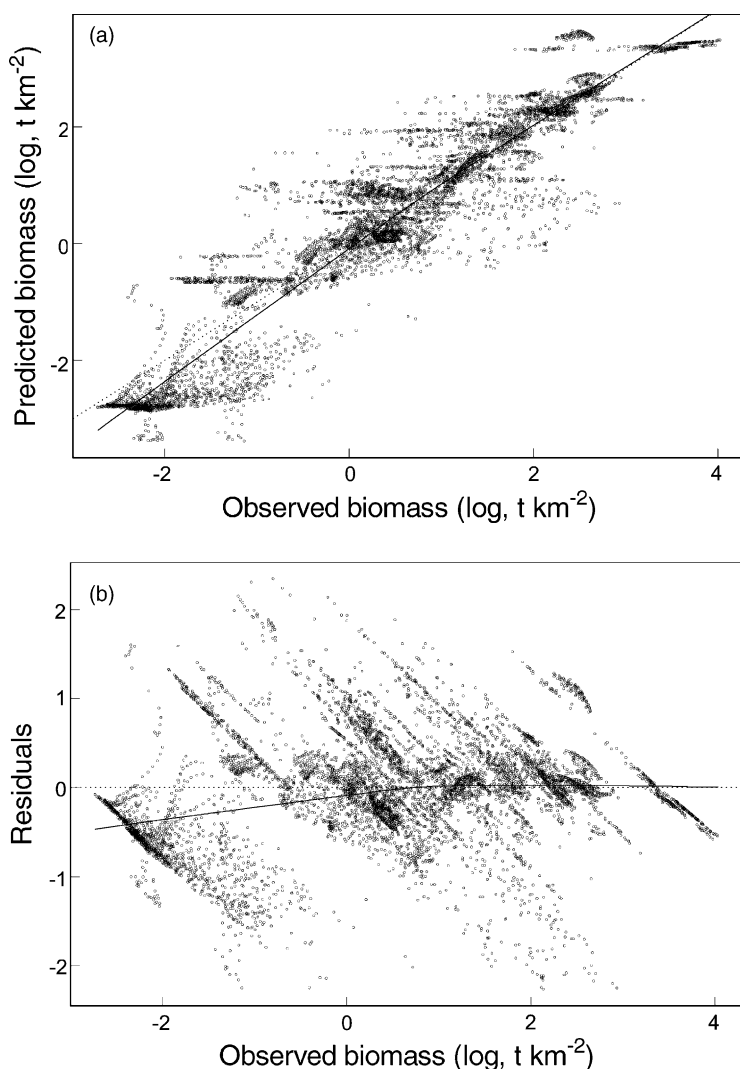 (a)
Predicted biomass (log, t km⁻²)
2
0
-2
-2
0
2
4
Observed biomass (log, t km⁻²)
(b)
Residuals
2
1
0
-1
-2
-2
0
2
4
Observed biomass (log, t km⁻²)